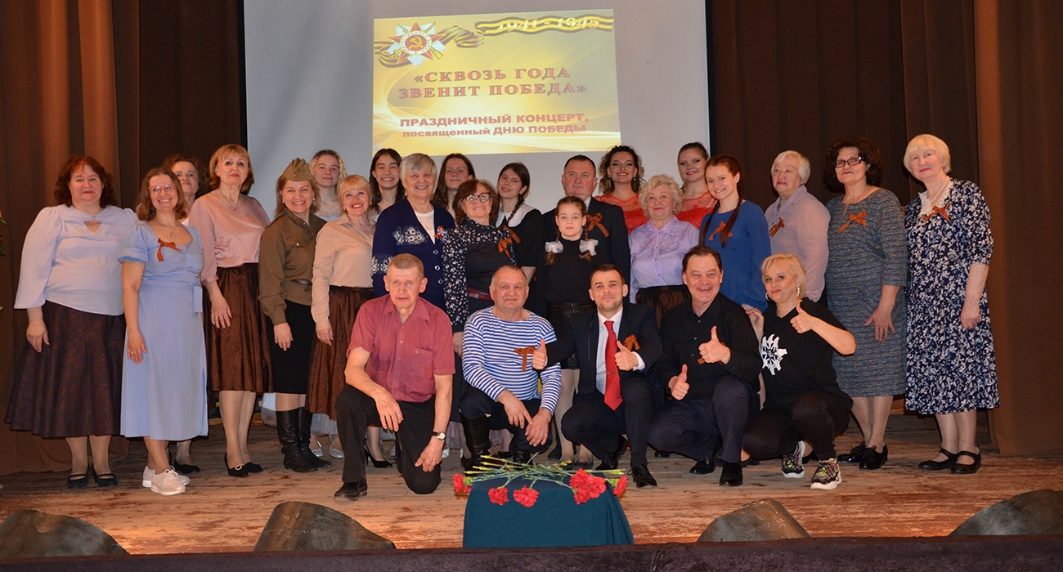 1941-1945
«СКВОЗЬ ГОДА
ЗВЕНИТ ПОБЕДА»
ПРАЗДНИЧНЫЙ КОНЦЕРТ,
ПОСВЯЩЕННЫЙ ДНЮ ПОБЕДЫ